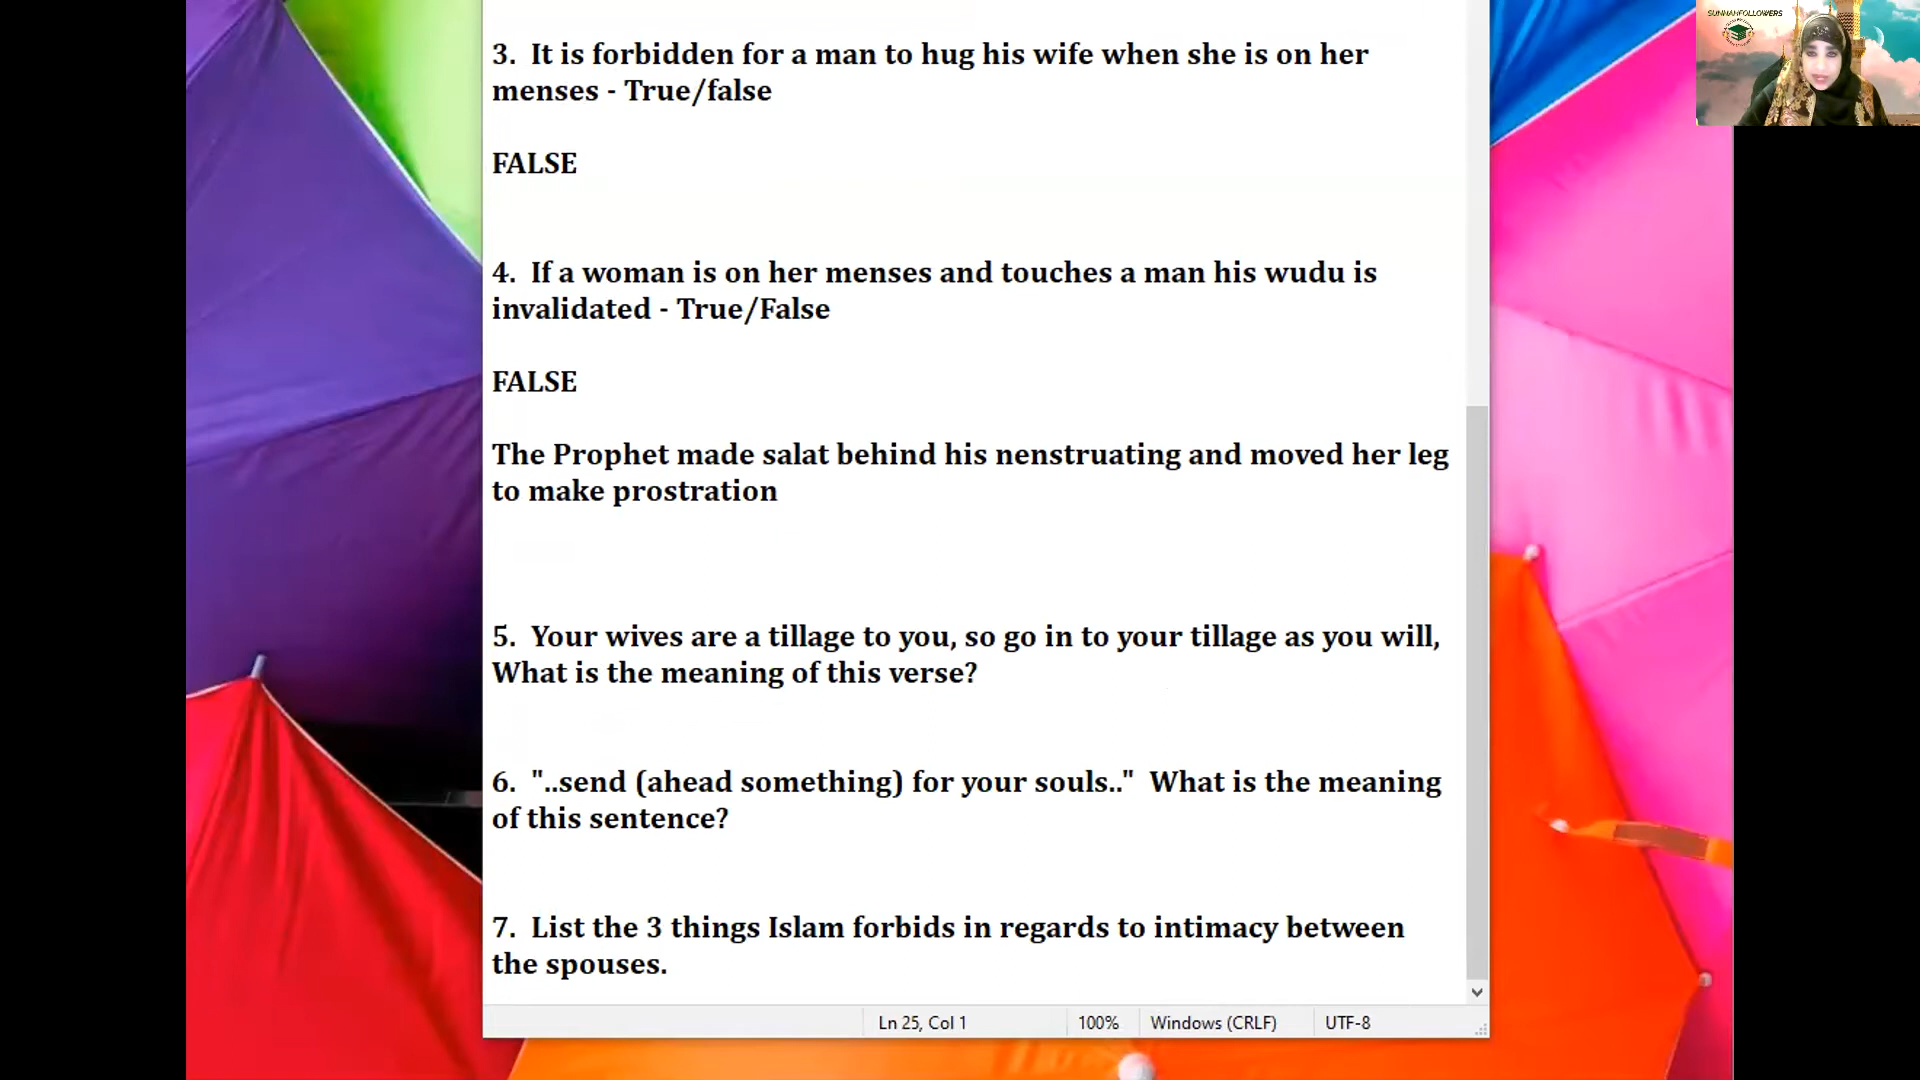 SUNNAHFOLLOWERS
3.  It is forbidden for a man to hug his wife when she is on her
menses - True/false
FALSE
4.  If a woman is on her menses and touches a man his wudu is
invalidated - True/False
FALSE
The Prophet made salat behind his nenstruating and moved her leg
to make prostration
5.  Your wives are a tillage to you, so go in to your tillage as you will,
What is the meaning of this verse?
6.  "..send (ahead something) for your souls.."  What is the meaning
of this sentence?
7.  List the 3 things Islam forbids in regards to intimacy between
the spouses.
Ln 25, Col 1
100%
Windows (CRLF)
UTF-8